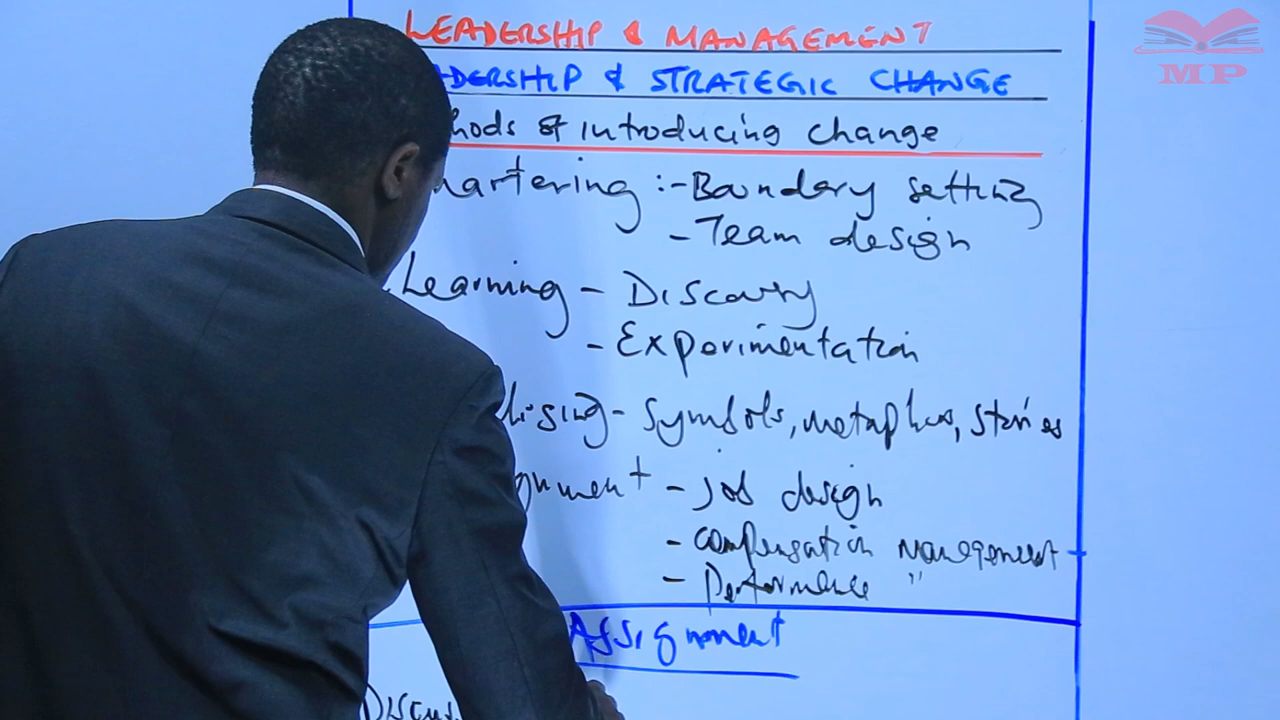 LEADERSHIP & MANAGEMENT
MP
DERSHIP & STRATEGIC CHANGE
hods of introducing change
artering :- Boundary setting
- Team design
Learning - Discovery
- Experimentation
lising - symbols, metaphors, stories
gnment - job design
- Compensation management
- Performance "
Assignment
Discu